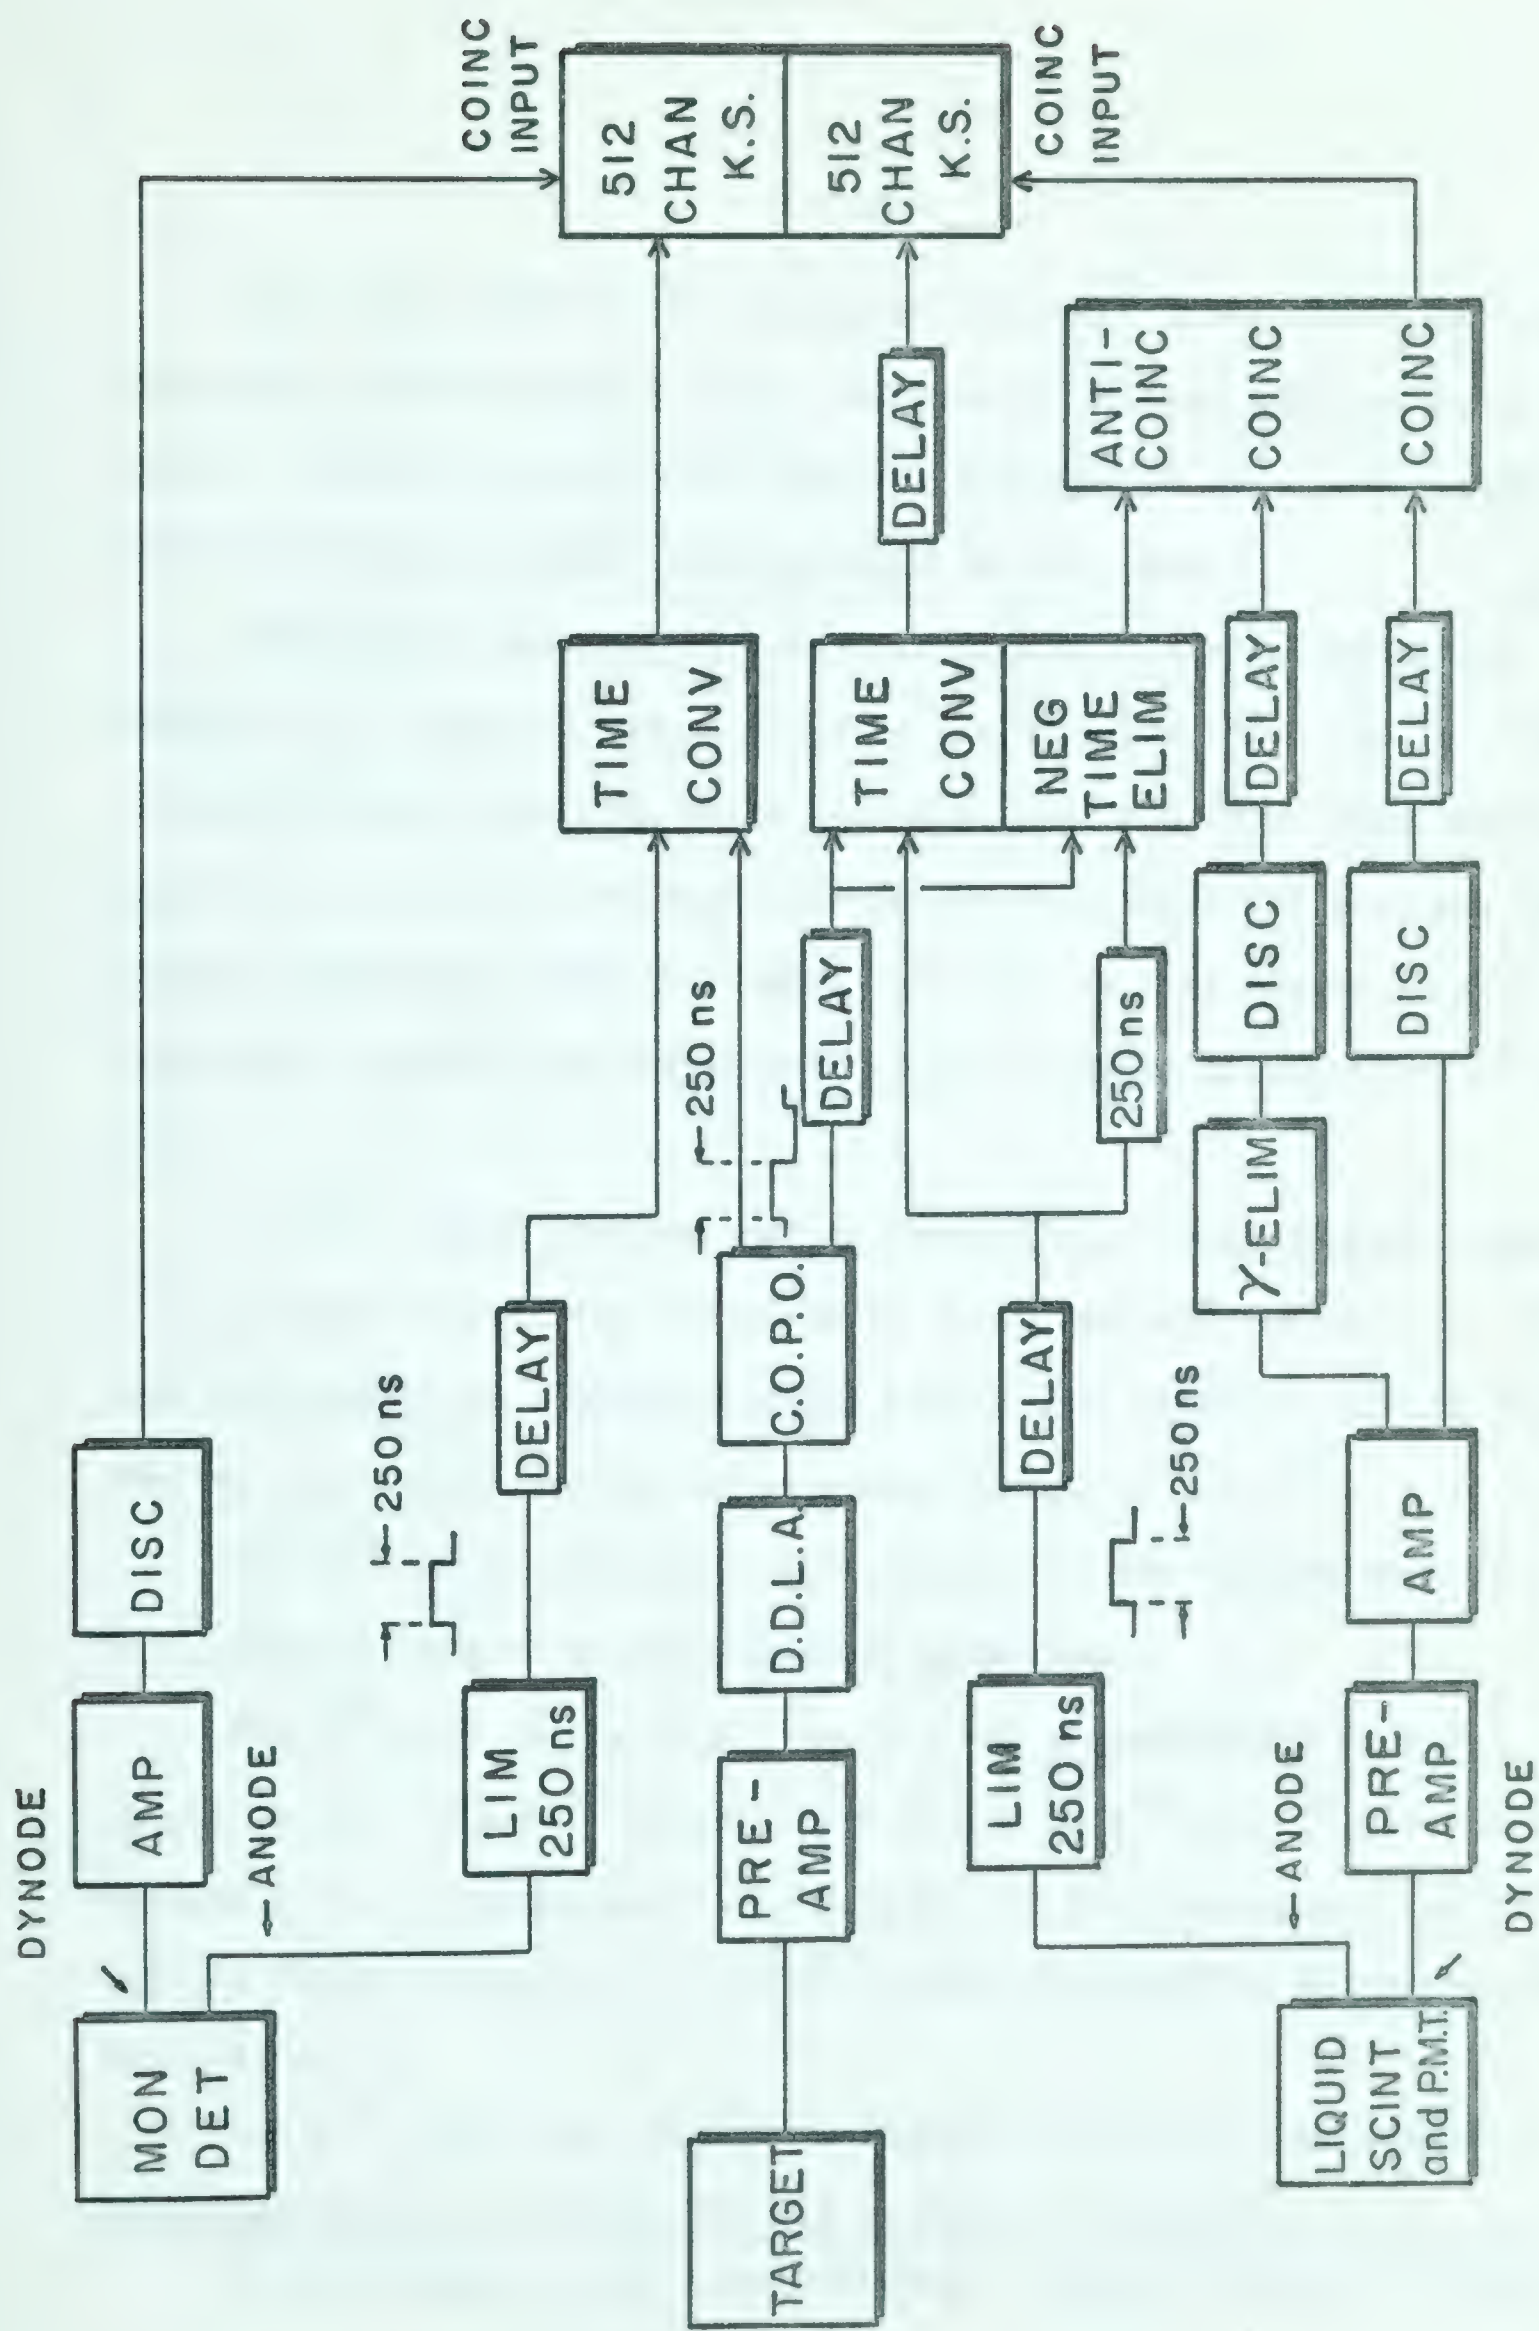 DYNODE
MON
DET
AMP
DISC
← ANODE
LIM
250 ns
250 ns
DELAY
TIME
CONV
COINC
INPUT
512
CHAN
K.S.
512
CHAN
K.S.
COINC
INPUT
TARGET
PRE-
AMP
D.D.L.A.
C.O.P.O.
250 ns
DELAY
TIME
CONV
NEG
TIME
ELIM
DELAY
LIM
250 ns
DELAY
250 ns
250 ns
← ANODE
LIQUID
SCINT
and P.M.T.
PRE-
AMP
AMP
γ-ELIM
DISC
DELAY
DISC
DELAY
ANTI-
COINC
COINC
COINC
DYNODE